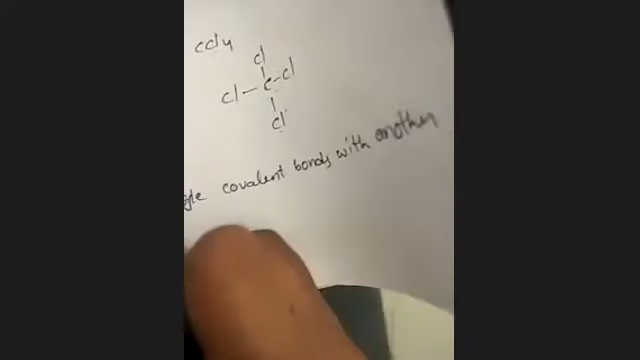 CCl4
Cl
Cl - C - Cl
Cl
covalent bonds with another